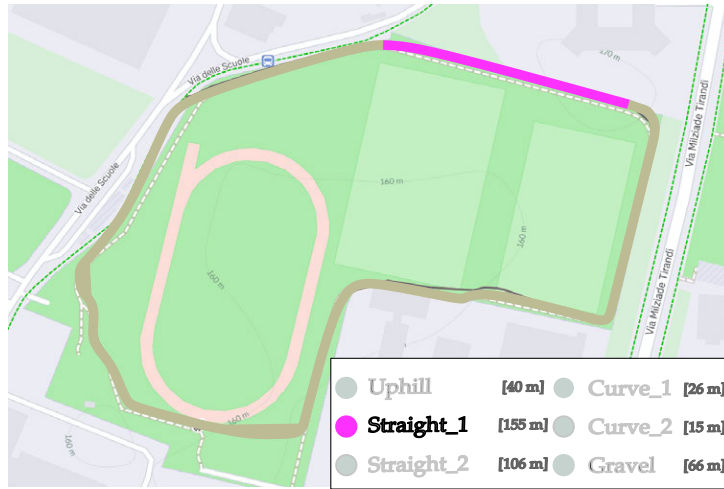 Via delle Scuole
170 m
Via Milziade Tirandi
160 m
Via delle Scuole
160 m
160 m
Via Milziade Tirandi
160 m
160 m
Uphill [40 m] Curve_1 [26 m]
Straight_1 [155 m] Curve_2 [15 m]
Straight_2 [106 m] Gravel [66 m]